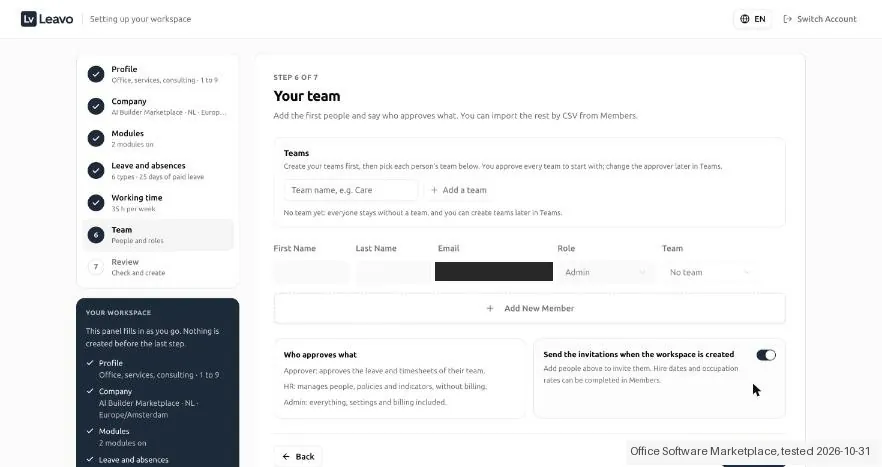 Lv Leavo
Setting up your workspace
EN
Switch Account
Profile
Office, services, consulting · 1 to 9
Company
AI Builder Marketplace · NL · Europ...
Modules
2 modules on
Leave and absences
6 types · 25 days of paid leave
Working time
35 h per week
6
Team
People and roles
7
Review
Check and create
YOUR WORKSPACE
This panel fills in as you go. Nothing is
created before the last step.
Profile
Office, services, consulting · 1 to 9
Company
AI Builder Marketplace · NL ·
Europe/Amsterdam
Modules
2 modules on
Leave and absences
STEP 6 OF 7
Your team
Add the first people and say who approves what. You can import the rest by CSV from Members.
Teams
Create your teams first, then pick each person's team below. You approve every team to start with; change the approver later in Teams.
Team name, e.g. Care
+ Add a team
No team yet: everyone stays without a team, and you can create teams later in Teams.
First Name Last Name Email Role Team
Admin No team
+ Add New Member
Who approves what
Approver: approves the leave and timesheets of their team.
HR: manages people, policies and indicators, without billing.
Admin: everything, settings and billing included.
Send the invitations when the workspace is created
Add people above to invite them. Hire dates and occupation
rates can be completed in Members.
← Back
Office Software Marketplace, tested 2026-10-31